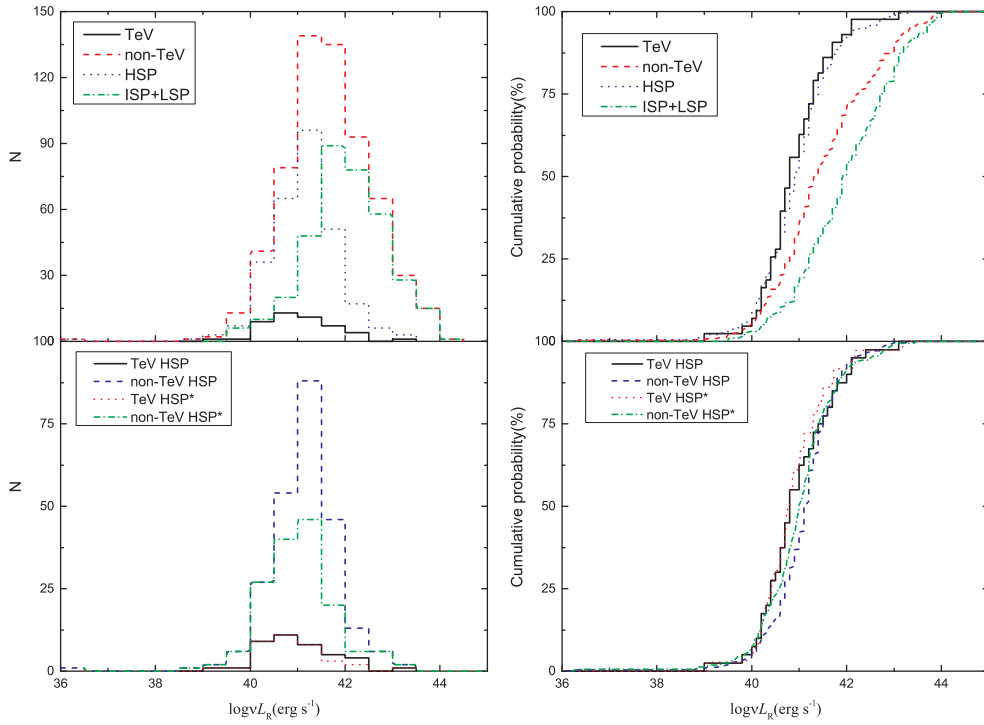 150
120
90
60
30
100
N
TeV
non-TeV
HSP
ISP+LSP
100
75
50
25
100
Cumulative probability(%)
TeV
non-TeV
HSP
ISP+LSP
75
50
25
0
N
TeV HSP
non-TeV HSP
TeV HSP*
non-TeV HSP*
36 38 40 42 44
logνL_R(erg s⁻¹)
75
50
25
0
Cumulative probability(%)
TeV HSP
non-TeV HSP
TeV HSP*
non-TeV HSP*
36 38 40 42 44
logνL_R(erg s⁻¹)